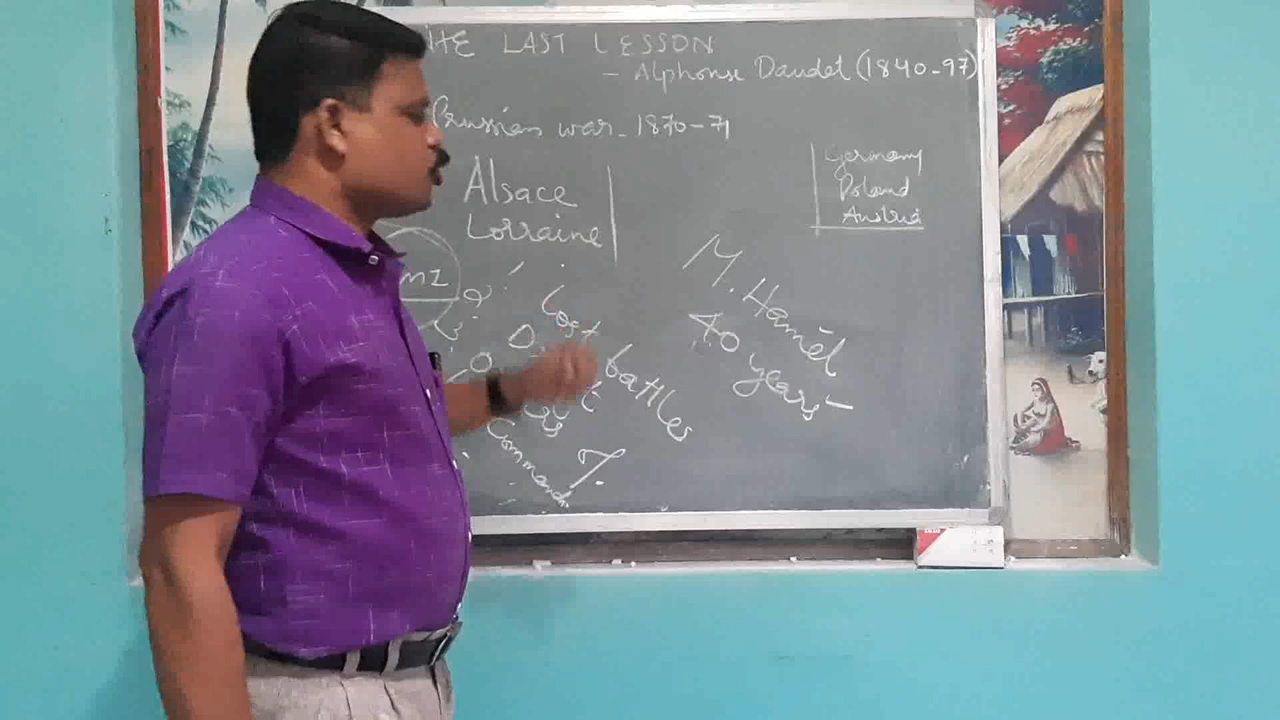 HE LAST LESSON
- Alphonse Daudet (1840-97)
Prussian war - 1870-71
Alsace
Lorraine
Germany
Poland
Austria
M. Hamel
40 years
Lost battles